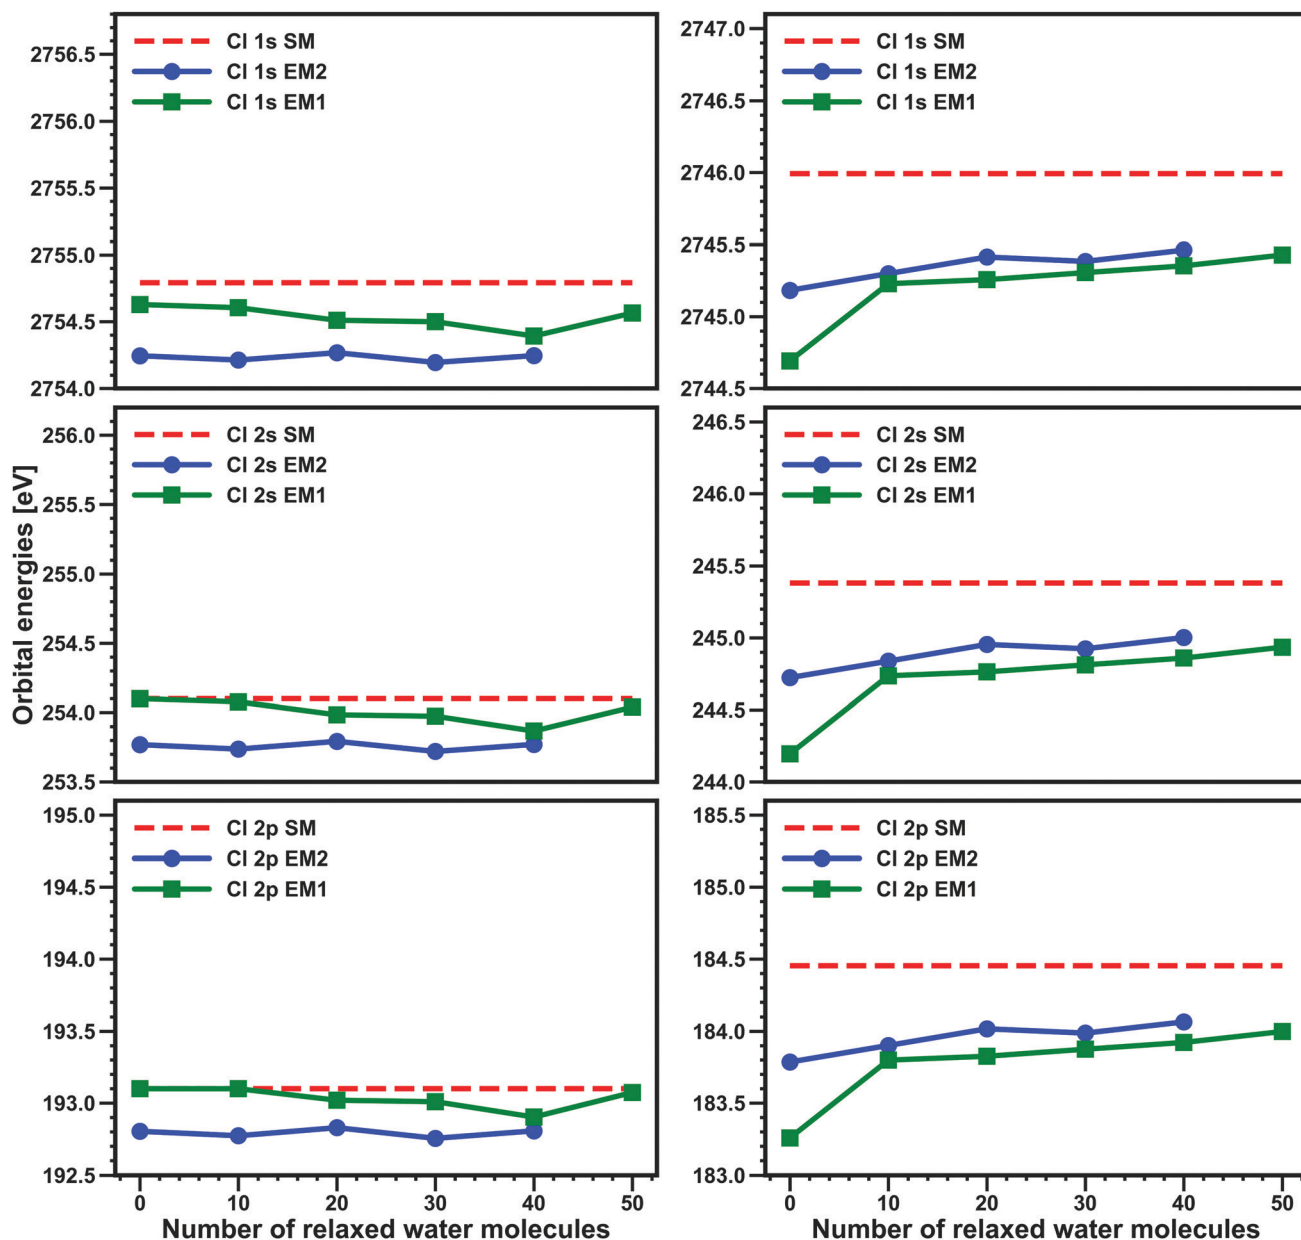 Orbital energies [eV]
Cl 1s SM
Cl 1s EM2
Cl 1s EM1
2756.5
2756.0
2755.5
2755.0
2754.5
2754.0
Cl 1s SM
Cl 1s EM2
Cl 1s EM1
2747.0
2746.5
2746.0
2745.5
2745.0
2744.5
Cl 2s SM
Cl 2s EM2
Cl 2s EM1
256.0
255.5
255.0
254.5
254.0
253.5
Cl 2s SM
Cl 2s EM2
Cl 2s EM1
246.5
246.0
245.5
245.0
244.5
244.0
Cl 2p SM
Cl 2p EM2
Cl 2p EM1
195.0
194.5
194.0
193.5
193.0
192.5
0 10 20 30 40 50
Number of relaxed water molecules
Cl 2p SM
Cl 2p EM2
Cl 2p EM1
185.5
185.0
184.5
184.0
183.5
183.0
0 10 20 30 40 50
Number of relaxed water molecules